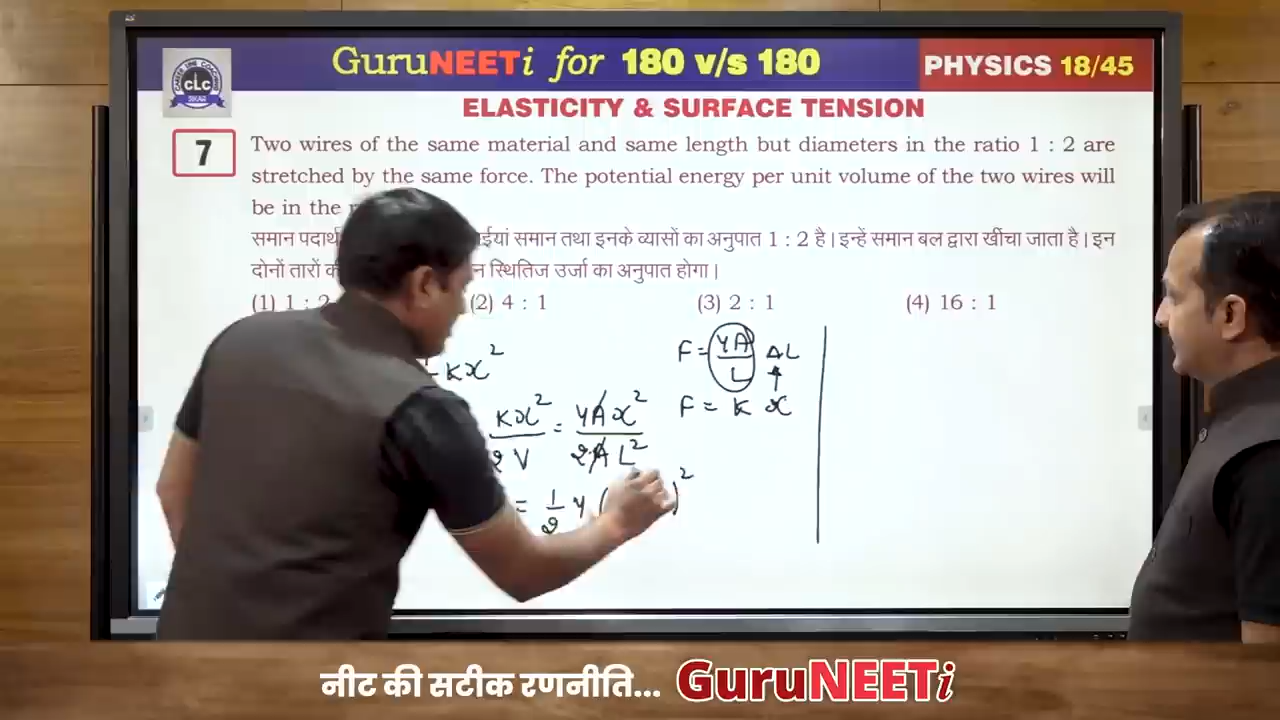 GuruNEETi for 180 v/s 180
PHYSICS 18/45
CLC
SIKAR
ELASTICITY & SURFACE TENSION
7
Two wires of the same material and same length but diameters in the ratio 1 : 2 are
stretched by the same force. The potential energy per unit volume of the two wires will
be in the
समान पदार्थ समान तथा इनके व्यासों का अनुपात 1 : 2 है। इन्हें समान बल द्वारा खींचा जाता है। इन
दोनों तारों स्थितिज उर्जा का अनुपात होगा।
(1) 1 : 2 (2) 4 : 1 (3) 2 : 1 (4) 16 : 1
F = YA/L ΔL
Kx²
F = K x
Kx²/2V = YAx²/2AL²
= 1/2 Y ( )²
नीट की सटीक रणनीति... GuruNEETi